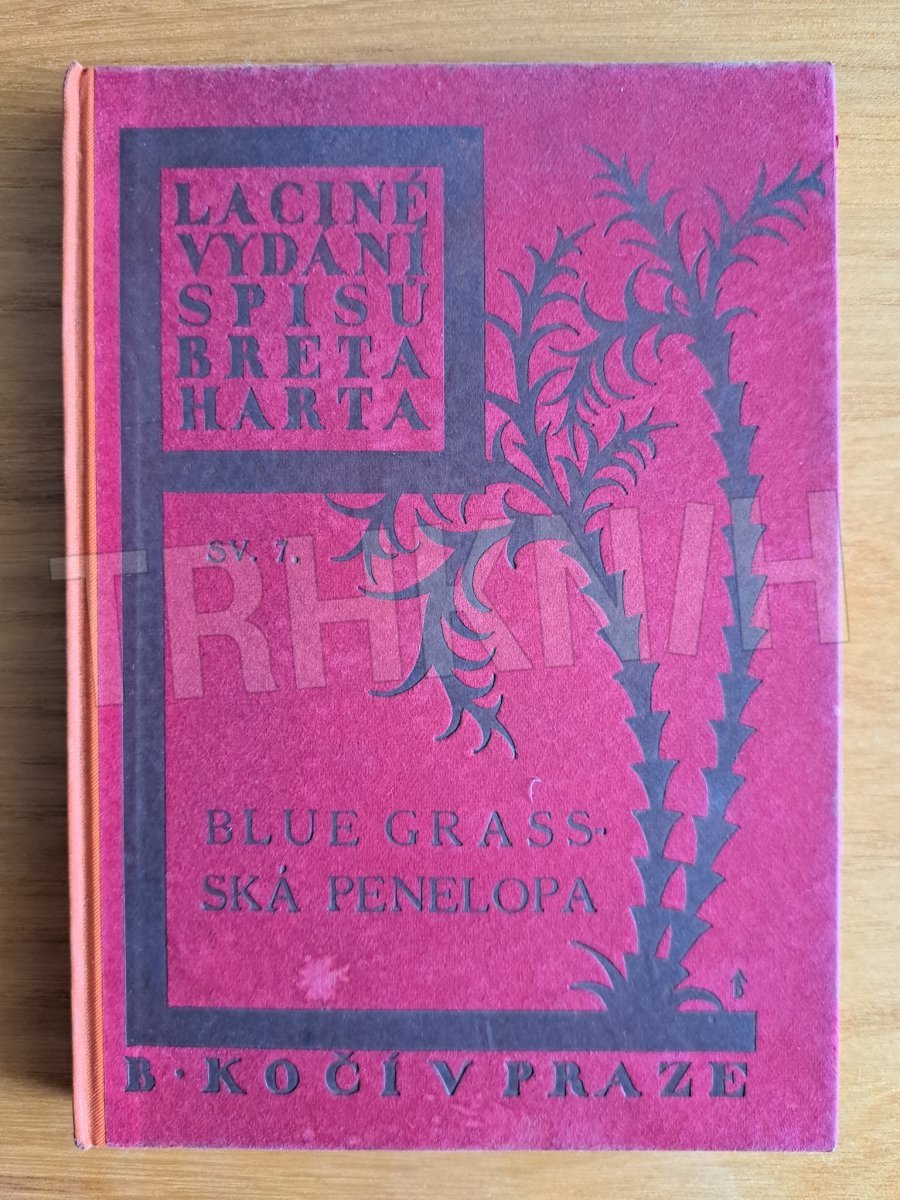 LACINÉ
VYDÁNÍ
SPISŮ
BRETA
HARTA
SV. 7.
TRHKNIH
BLUE GRASS-
SKÁ PENELOPA
B · KOČÍ V PRAZE